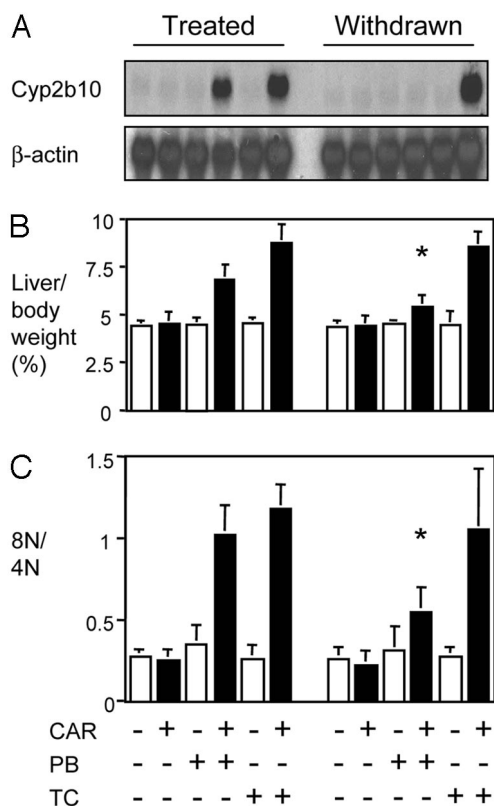 A
Treated Withdrawn
Cyp2b10
β-actin
B
10
7.5
5
2.5
0
Liver/
body
weight
(%)
*
C
1.5
1
0.5
0
8N/
4N
*
CAR - + - + - + - + - + - +
PB - - + + - - - - + + - -
TC - - - - + + - - - - + +